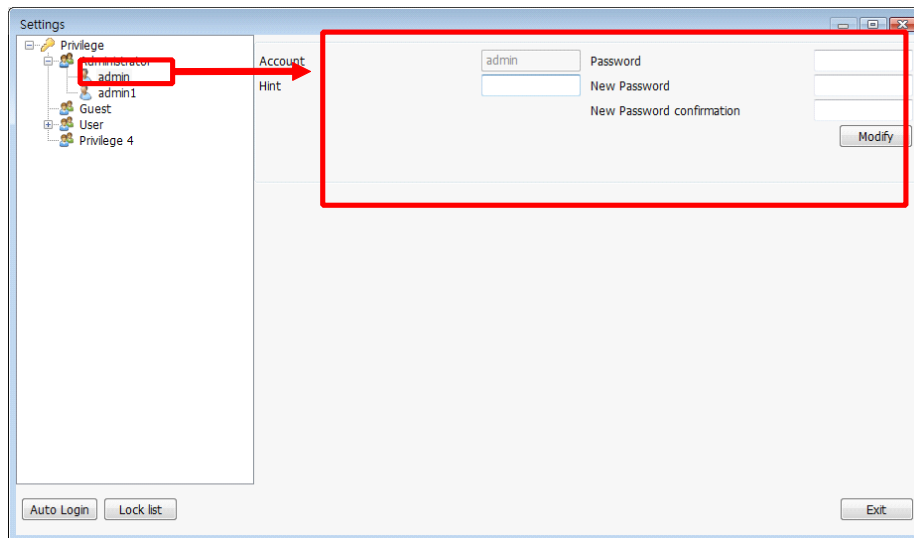 Settings
Privilege
Administrator
admin
admin1
Guest
User
Privilege 4
Account
admin
Password
Hint
New Password
New Password confirmation
Modify
Auto Login
Lock list
Exit